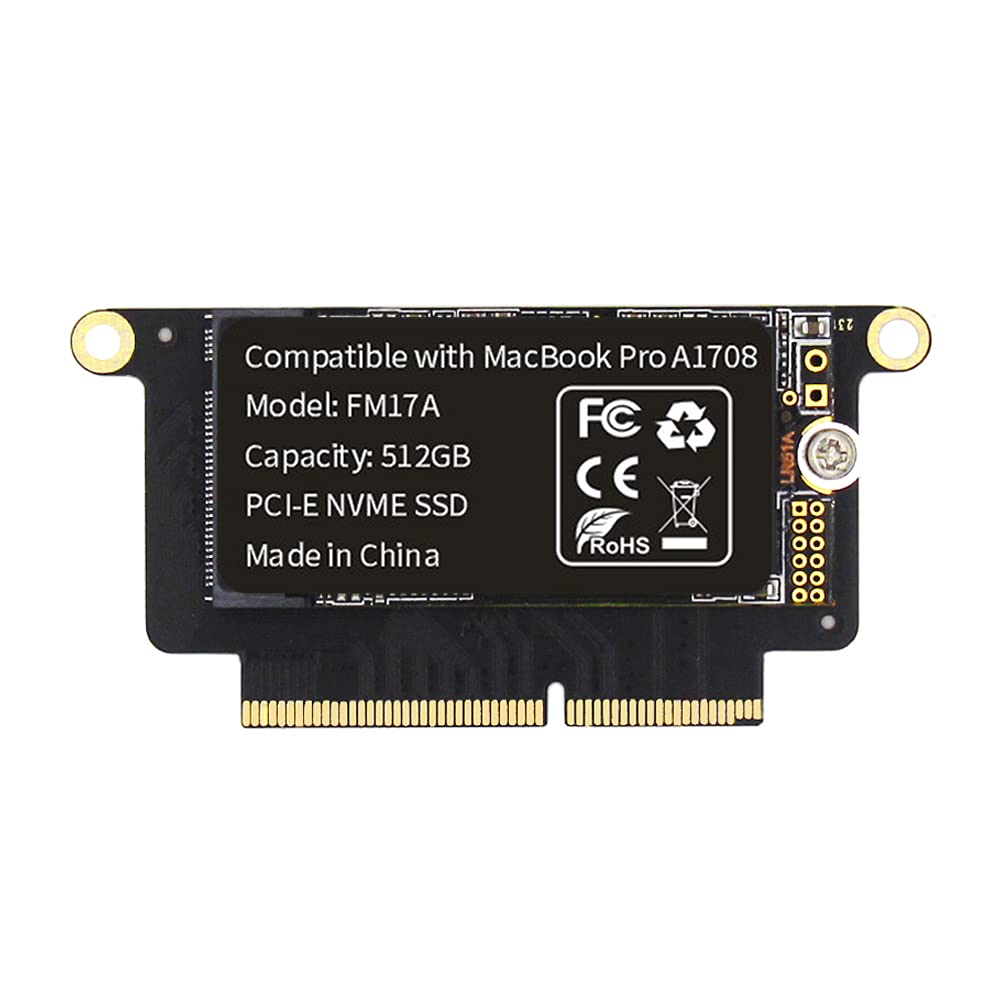 Compatible with MacBook Pro A1708
Model: FM17A
Capacity: 512GB
PCI-E NVME SSD
Made in China
FC
CE
RoHS